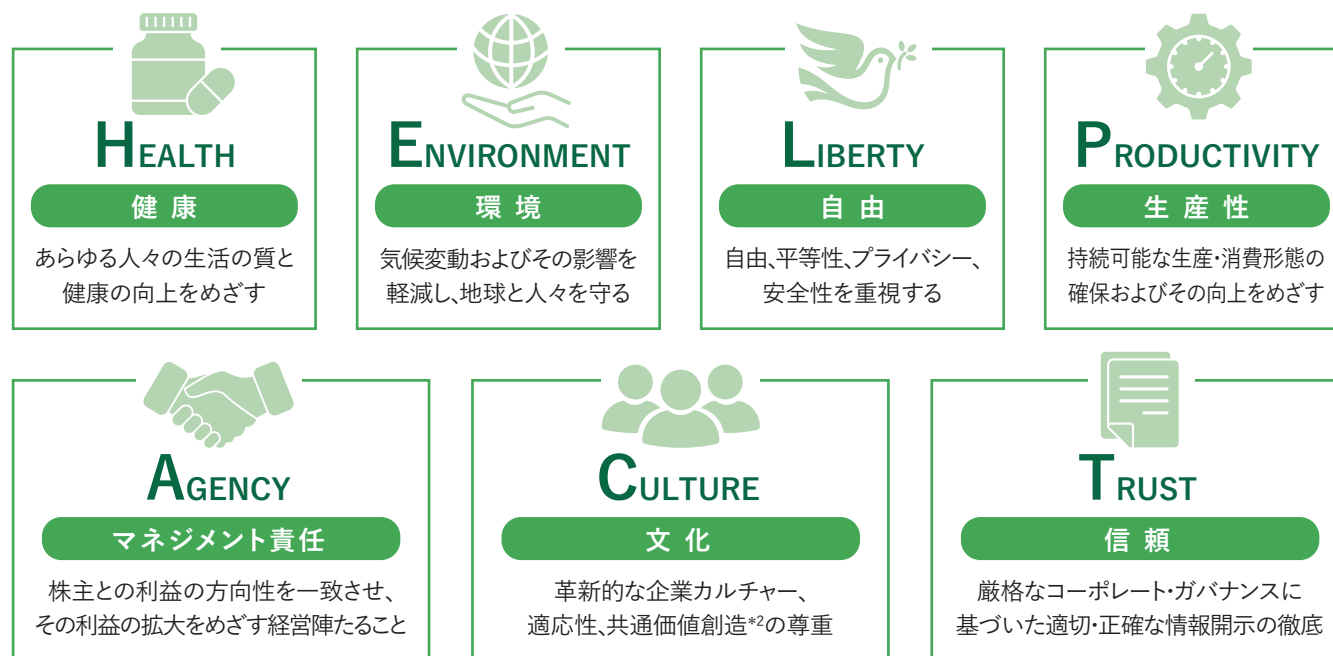 HEALTH
健康
あらゆる人々の生活の質と
健康の向上をめざす
ENVIRONMENT
環境
気候変動およびその影響を
軽減し、地球と人々を守る
LIBERTY
自由
自由、平等性、プライバシー、
安全性を重視する
PRODUCTIVITY
生産性
持続可能な生産・消費形態の
確保およびその向上をめざす
AGENCY
マネジメント責任
株主との利益の方向性を一致させ、
その利益の拡大をめざす経営陣たること
CULTURE
文化
革新的な企業カルチャー、
適応性、共通価値創造*2の尊重
TRUST
信頼
厳格なコーポレート・ガバナンスに
基づいた適切・正確な情報開示の徹底